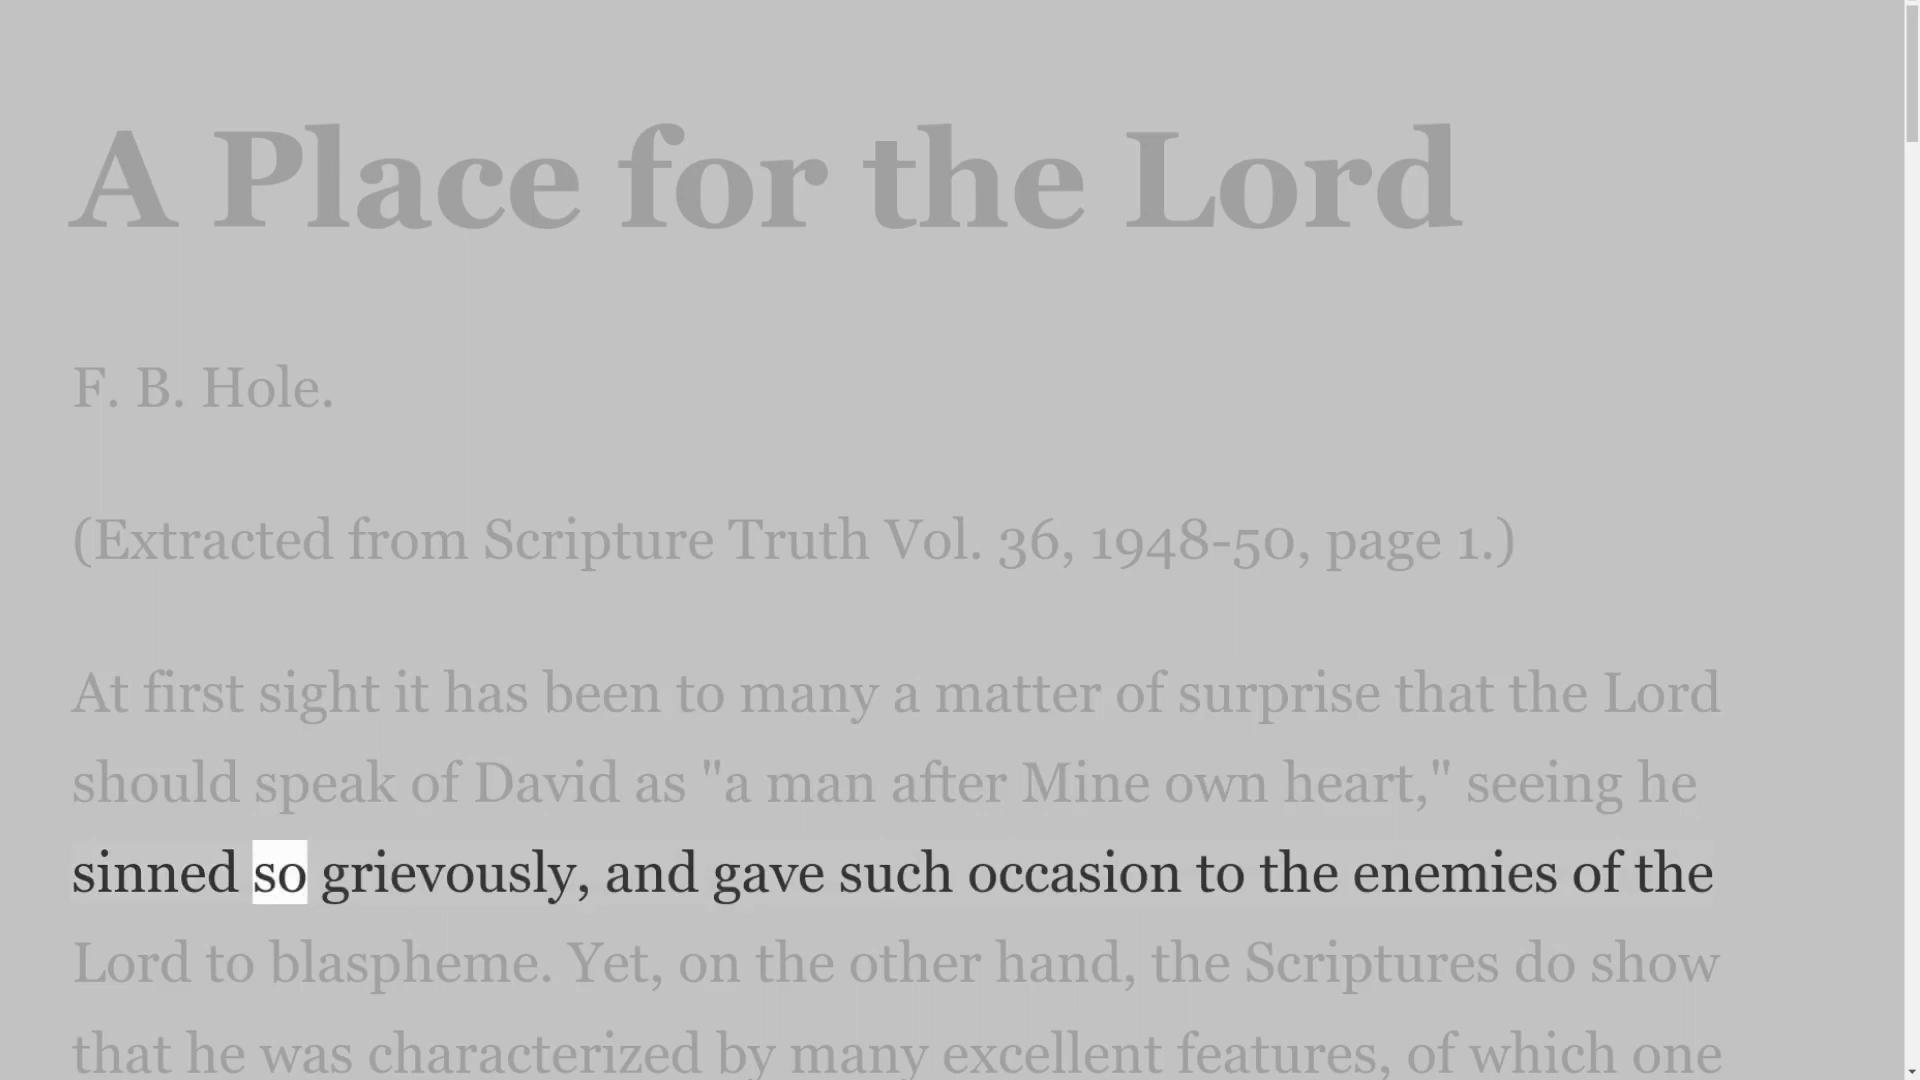 A Place for the Lord
F. B. Hole.
(Extracted from Scripture Truth Vol. 36, 1948-50, page 1.)
At first sight it has been to many a matter of surprise that the Lord
should speak of David as "a man after Mine own heart," seeing he
sinned so grievously, and gave such occasion to the enemies of the
Lord to blaspheme. Yet, on the other hand, the Scriptures do show
that he was characterized by many excellent features, of which one